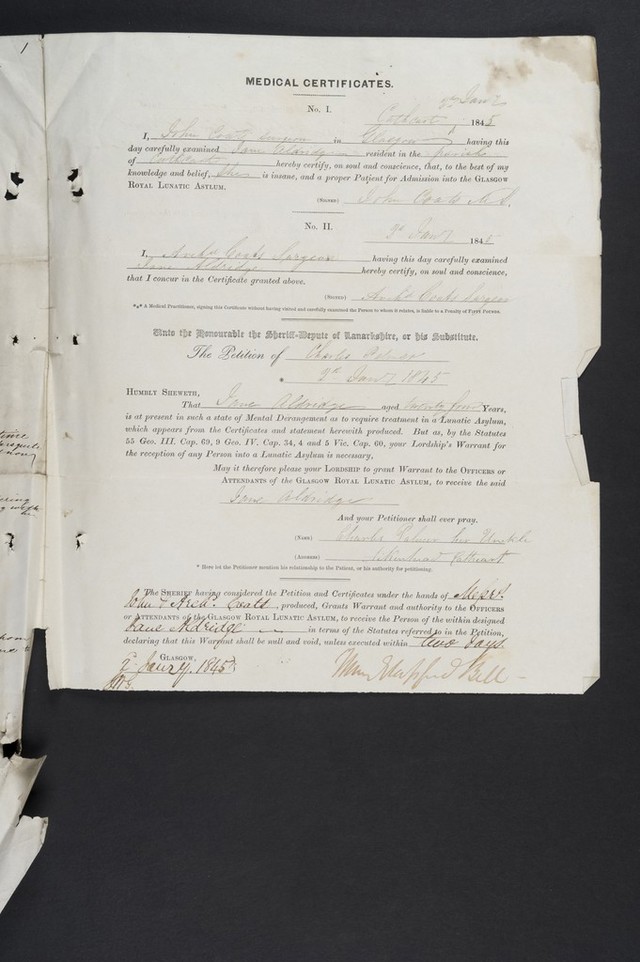 MEDICAL CERTIFICATES.
No. I.
2nd Jany
Cathcart 1845
I, John Coats Surgeon in Glasgow having this
day carefully examined Jane Aldridge resident in the parish
of Cathcart hereby certify, on soul and conscience, that, to the best of my
knowledge and belief, she is insane, and a proper Patient for Admission into the GLASGOW
ROYAL LUNATIC ASYLUM.
(SIGNED) John Coats M.D.
No. II.
2d Jany 1845
I, Archd Coats Surgeon having this day carefully examined
Jane Aldridge hereby certify, on soul and conscience,
that I concur in the Certificate granted above.
(SIGNED) Archd Coats Surgeon
*** A Medical Practitioner, signing this Certificate without having visited and carefully examined the Person to whom it relates, is liable to a Penalty of Fifty Pounds.
Unto the Honourable the Sheriff-Depute of Lanarkshire, or his Substitute.
The Petition of Charles Palmer
2d Jany 1845
HUMBLY SHEWETH,
That Jane Aldridge aged twenty four Years,
is at present in such a state of Mental Derangement as to require treatment in a Lunatic Asylum,
which appears from the Certificates and statement herewith produced. But as, by the Statutes
55 Geo. III. Cap. 69, 9 Geo. IV. Cap. 34, 4 and 5 Vic. Cap. 60, your Lordship's Warrant for
the reception of any Person into a Lunatic Asylum is necessary.
May it therefore please your LORDSHIP to grant Warrant to the OFFICERS or
ATTENDANTS of the GLASGOW ROYAL LUNATIC ASYLUM, to receive the said
Jane Aldridge
And your Petitioner shall ever pray.
(NAME) Charles Palmer her Unckle
(ADDRESS) Cathcart
* Here let the Petitioner mention his relationship to the Patient, or his authority for petitioning.
The SHERIFF having considered the Petition and Certificates under the hands of Messrs.
John & Archd. Coats, produced, Grants Warrant and authority to the OFFICERS
or ATTENDANTS of the GLASGOW ROYAL LUNATIC ASYLUM, to receive the Person of the within designed
Jane Aldridge in terms of the Statutes referred to in the Petition,
declaring that this Warrant shall be null and void, unless executed within two days.
GLASGOW,
2 Jany. 1845
Bell